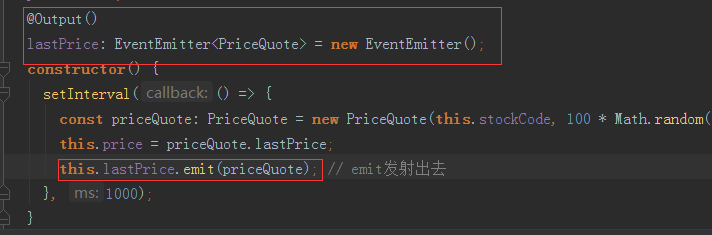 @Output()
lastPrice: EventEmitter<PriceQuote> = new EventEmitter();
constructor() {
setInterval( callback: () => {
const priceQuote: PriceQuote = new PriceQuote(this.stockCode, 100 * Math.random(
this.price = priceQuote.lastPrice;
this.lastPrice.emit(priceQuote); // emit发射出去
}, ms: 1000);
}